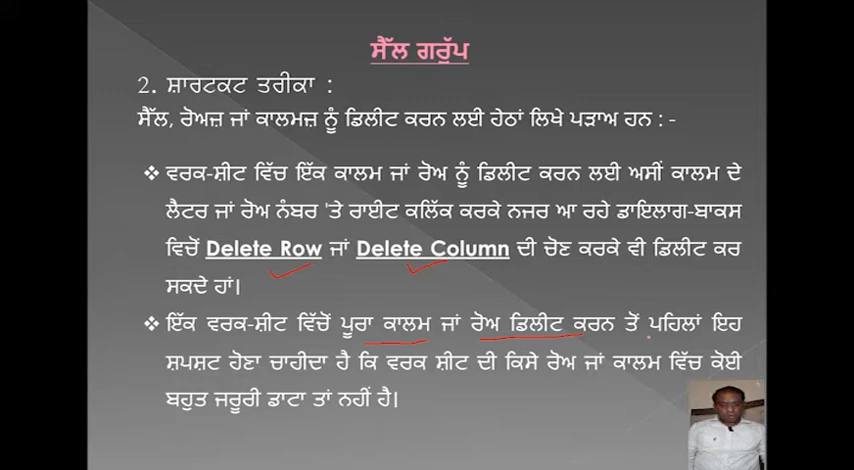 ਸੈੱਲ ਗਰੁੱਪ
2. ਸ਼ਾਰਟਕਟ ਤਰੀਕਾ :
ਸੈੱਲ, ਰੋਅਜ਼ ਜਾਂ ਕਾਲਮਜ਼ ਨੂੰ ਡਿਲੀਟ ਕਰਨ ਲਈ ਹੇਠਾਂ ਲਿਖੇ ਪੜਾਅ ਹਨ : -
❖ ਵਰਕ-ਸ਼ੀਟ ਵਿੱਚ ਇੱਕ ਕਾਲਮ ਜਾਂ ਰੋਅ ਨੂੰ ਡਿਲੀਟ ਕਰਨ ਲਈ ਅਸੀਂ ਕਾਲਮ ਦੇ
ਲੈਟਰ ਜਾਂ ਰੋਅ ਨੰਬਰ 'ਤੇ ਰਾਈਟ ਕਲਿੱਕ ਕਰਕੇ ਨਜਰ ਆ ਰਹੇ ਡਾਇਲਾਗ-ਬਾਕਸ
ਵਿਚੋਂ Delete Row ਜਾਂ Delete Column ਦੀ ਚੋਣ ਕਰਕੇ ਵੀ ਡਿਲੀਟ ਕਰ
ਸਕਦੇ ਹਾਂ।
❖ ਇੱਕ ਵਰਕ-ਸ਼ੀਟ ਵਿੱਚੋਂ ਪੂਰਾ ਕਾਲਮ ਜਾਂ ਰੋਅ ਡਿਲੀਟ ਕਰਨ ਤੋਂ ਪਹਿਲਾਂ ਇਹ
ਸਪਸ਼ਟ ਹੋਣਾ ਚਾਹੀਦਾ ਹੈ ਕਿ ਵਰਕ ਸ਼ੀਟ ਦੀ ਕਿਸੇ ਰੋਅ ਜਾਂ ਕਾਲਮ ਵਿੱਚ ਕੋਈ
ਬਹੁਤ ਜਰੂਰੀ ਡਾਟਾ ਤਾਂ ਨਹੀਂ ਹੈ।